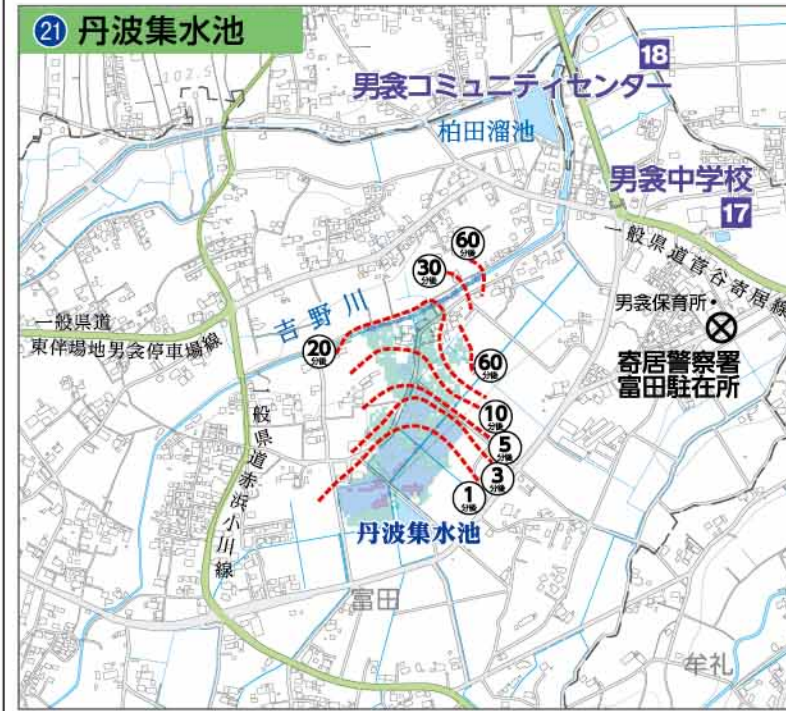 21 丹波集水池
102.5
18
男衾コミュニティセンター
柏田溜池
男衾中学校
17
一般県道菅谷寄居線
60分後
30分後
男衾保育所
吉野川
一般県道
東伴場地男衾停車場線
20分後
60分後
寄居警察署
富田駐在所
10分後
5分後
3分後
1分後
一般県道赤浜小川線
丹波集水池
富田
牟礼